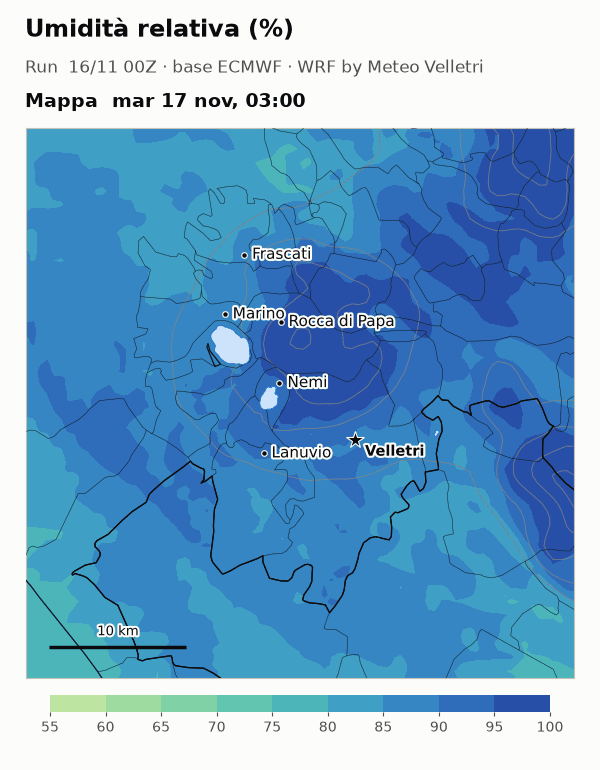 Umidità relativa (%)
Run  16/11 00Z · base ECMWF · WRF by Meteo Velletri
Mappa  mar 17 nov, 03:00
Frascati
Marino
Rocca di Papa
Nemi
Velletri
Lanuvio
10 km
55 60 65 70 75 80 85 90 95 100